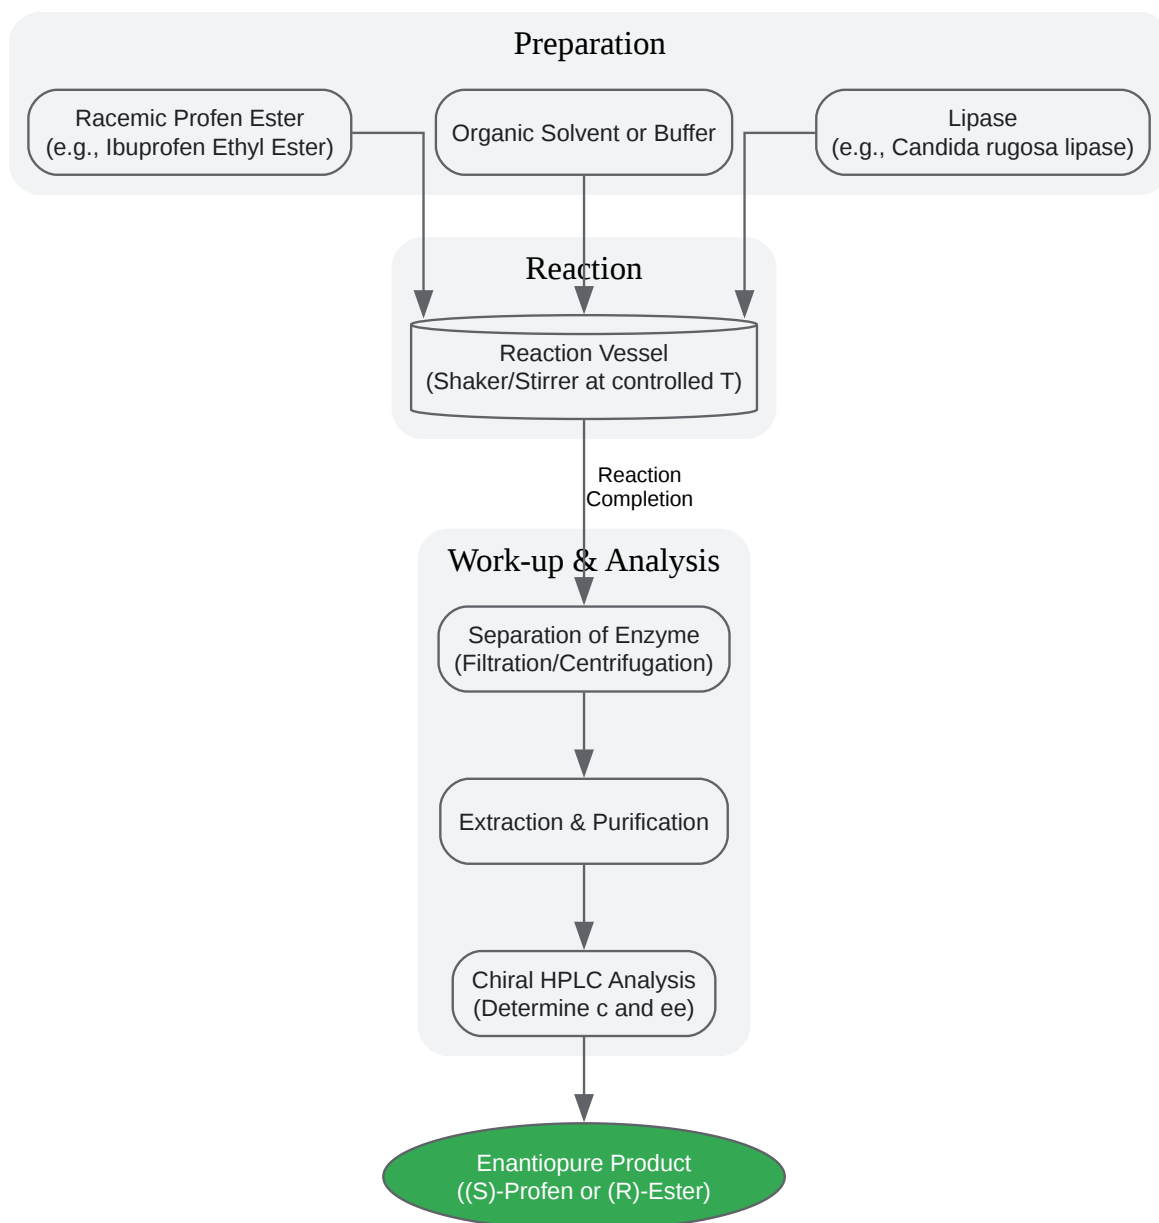 Preparation
Racemic Profen Ester
(e.g., Ibuprofen Ethyl Ester)
Organic Solvent or Buffer
Lipase
(e.g., Candida rugosa lipase)
Reaction
Reaction Vessel
(Shaker/Stirrer at controlled T)
Reaction
Completion
Work-up & Analysis
Separation of Enzyme
(Filtration/Centrifugation)
Extraction & Purification
Chiral HPLC Analysis
(Determine c and ee)
Enantiopure Product
((S)-Profen or (R)-Ester)